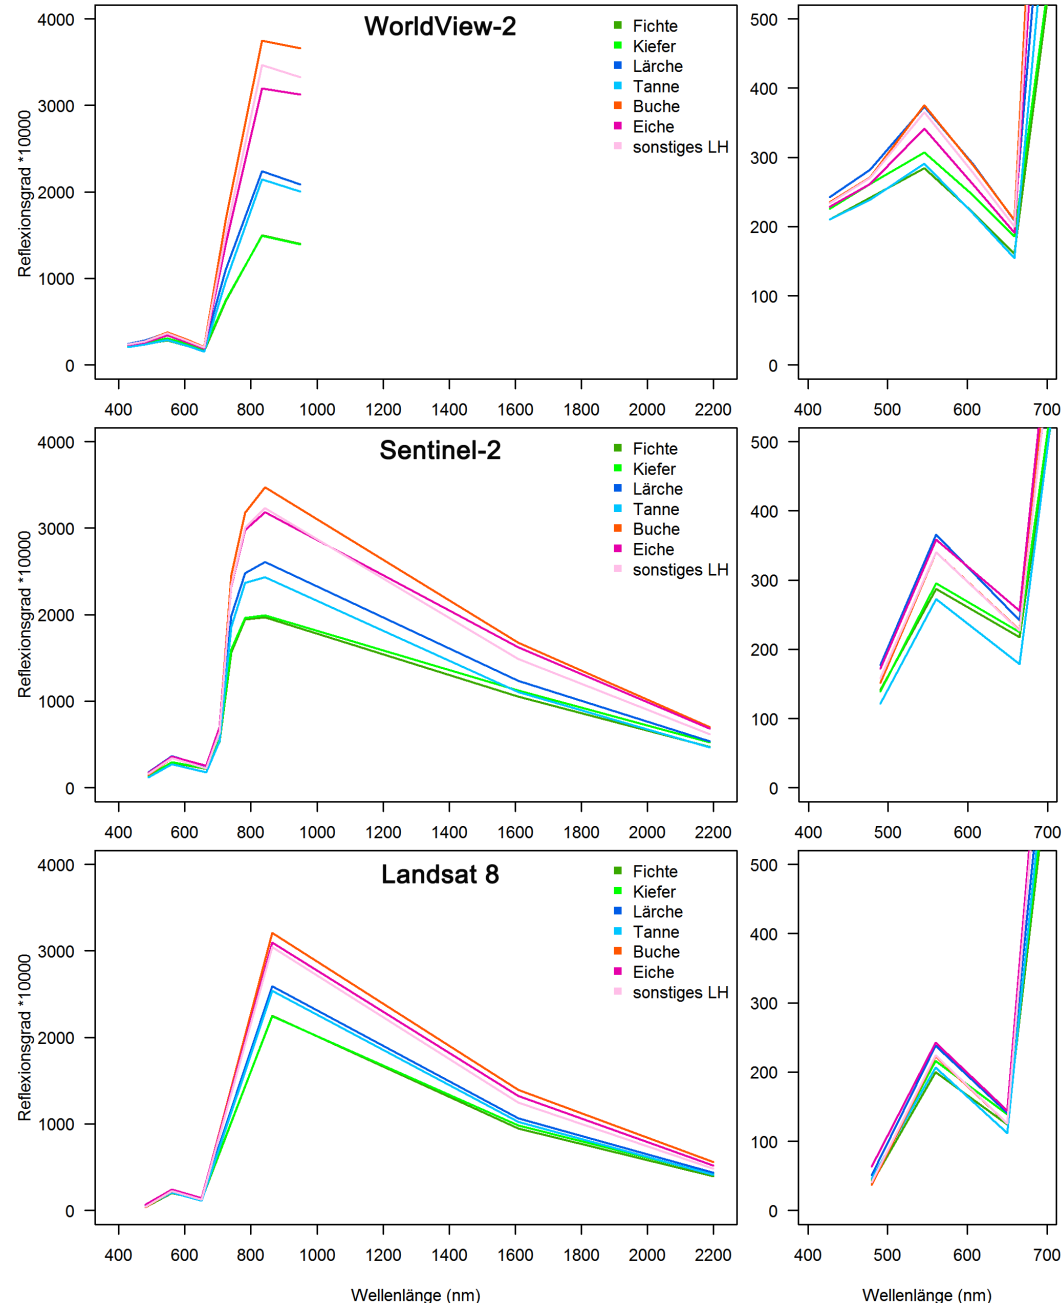 WorldView-2
Fichte
Kiefer
Lärche
Tanne
Buche
Eiche
sonstiges LH
Reflexionsgrad *10000
4000
3000
2000
1000
0
400 600 800 1000 1200 1400 1600 1800 2000 2200
500
400
300
200
100
0
400 500 600 700
Sentinel-2
Fichte
Kiefer
Lärche
Tanne
Buche
Eiche
sonstiges LH
Reflexionsgrad *10000
4000
3000
2000
1000
0
400 600 800 1000 1200 1400 1600 1800 2000 2200
500
400
300
200
100
0
400 500 600 700
Landsat 8
Fichte
Kiefer
Lärche
Tanne
Buche
Eiche
sonstiges LH
Reflexionsgrad *10000
4000
3000
2000
1000
0
400 600 800 1000 1200 1400 1600 1800 2000 2200
Wellenlänge (nm)
500
400
300
200
100
0
400 500 600 700
Wellenlänge (nm)